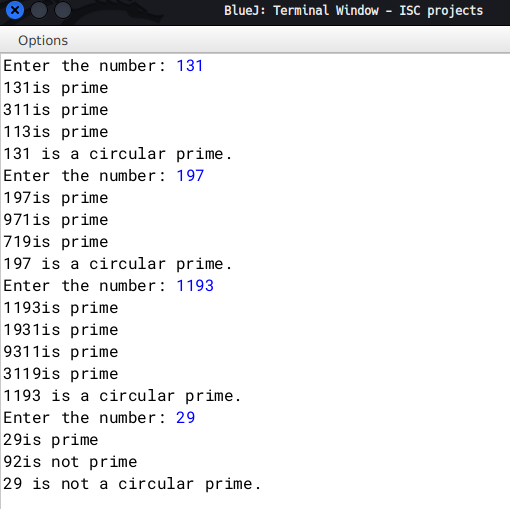 BlueJ: Terminal Window - ISC projects
Options
Enter the number: 131
131is prime
311is prime
113is prime
131 is a circular prime.
Enter the number: 197
197is prime
971is prime
719is prime
197 is a circular prime.
Enter the number: 1193
1193is prime
1931is prime
9311is prime
3119is prime
1193 is a circular prime.
Enter the number: 29
29is prime
92is not prime
29 is not a circular prime.